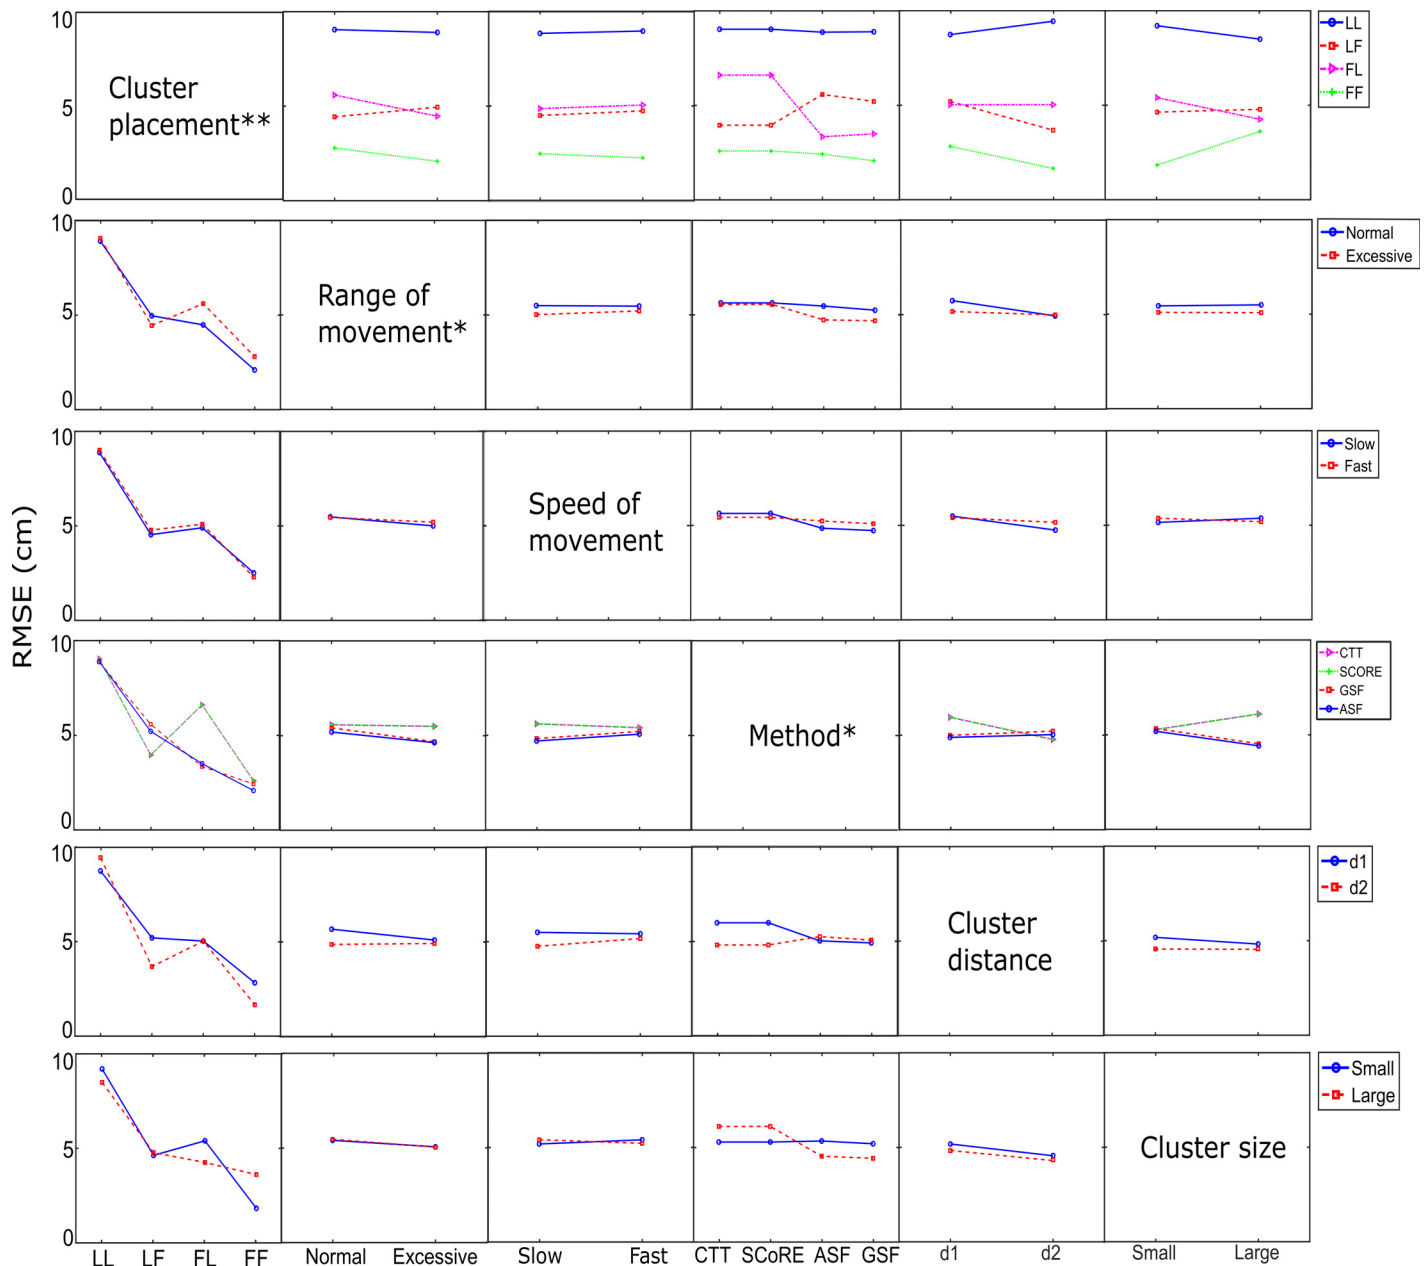 10
5
0
Cluster
placement**
LL
LF
FL
FF
10
5
0
Range of
movement*
Normal
Excessive
10
5
0
Speed of
movement
Slow
Fast
RMSE (cm)
10
5
0
Method*
CTT
SCORE
GSF
ASF
10
5
0
Cluster
distance
d1
d2
10
5
0
Cluster size
Small
Large
LL LF FL FF Normal Excessive Slow Fast CTT SCoRE ASF GSF d1 d2 Small Large